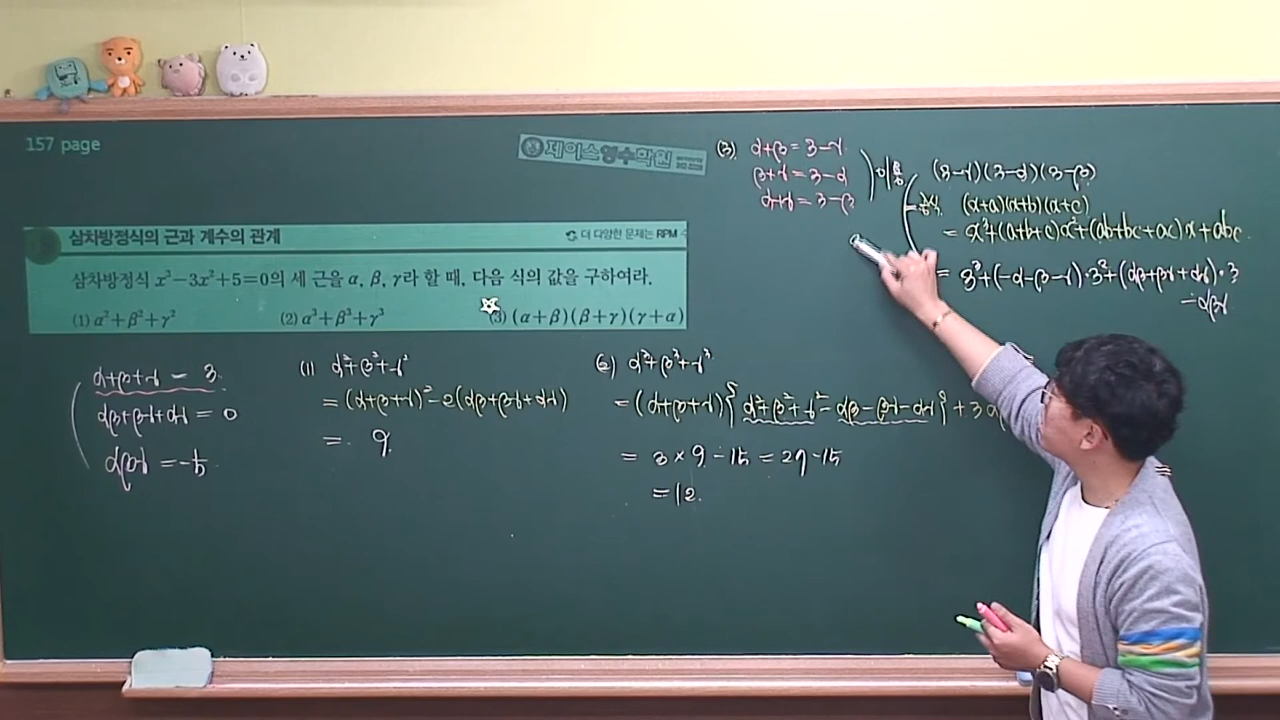 157 page
제이스영수학원
삼차방정식의 근과 계수의 관계
더 다양한 문제는 RPM
삼차방정식 x³−3x²+5=0의 세 근을 α, β, γ라 할 때, 다음 식의 값을 구하여라.
(1) α²+β²+γ² (2) α³+β³+γ³ (3) (α+β)(β+γ)(γ+α)
α+β+γ = 3
αβ+βγ+αγ = 0
αβγ = -5
(1) α²+β²+γ²
= (α+β+γ)²-2(αβ+βγ+αγ)
= 9
(2) α³+β³+γ³
= (α+β+γ){α²+β²+γ²-αβ-βγ-αγ}+3α
= 3×9-15 = 27-15
= 12.
(3) α+β = 3-γ
β+γ = 3-α
α+γ = 3-β
(3-γ)(3-α)(3-β)
(x+a)(x+b)(x+c)
= x³+(a+b+c)x²+(ab+bc+ac)x+abc
= 3³+(-α-β-γ)·3²+(αβ+βγ+αγ)·3
-αβγ